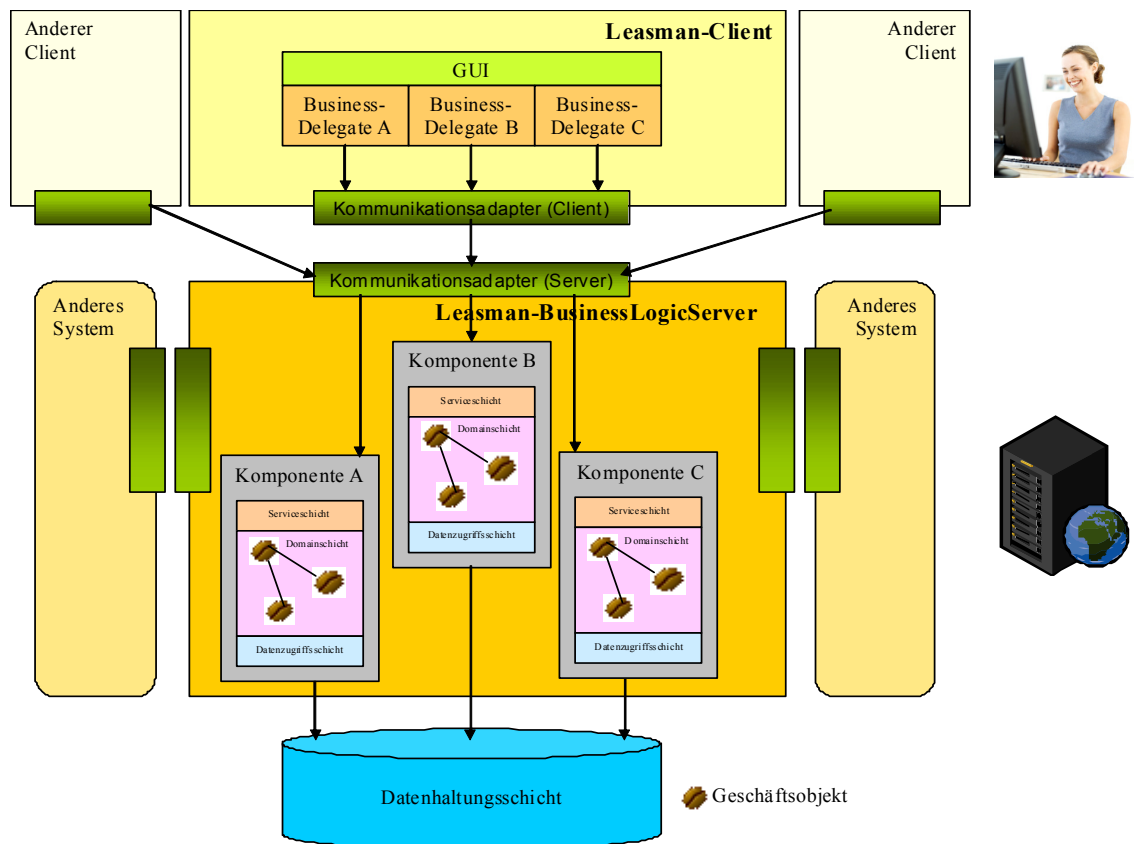 Anderer
Client
Leasman-Client
Anderer
Client
GUI
Business-
Delegate A
Business-
Delegate B
Business-
Delegate C
Kommunikationsadapter (Client)
Kommunikationsadapter (Server)
Anderes
System
Leasman-BusinessLogicServer
Anderes
System
Komponente B
Serviceschicht
Domainschicht
Datenzugriffsschicht
Komponente A
Serviceschicht
Domainschicht
Datenzugriffsschicht
Komponente C
Serviceschicht
Domainschicht
Datenzugriffsschicht
Datenhaltungsschicht
Geschäftsobjekt